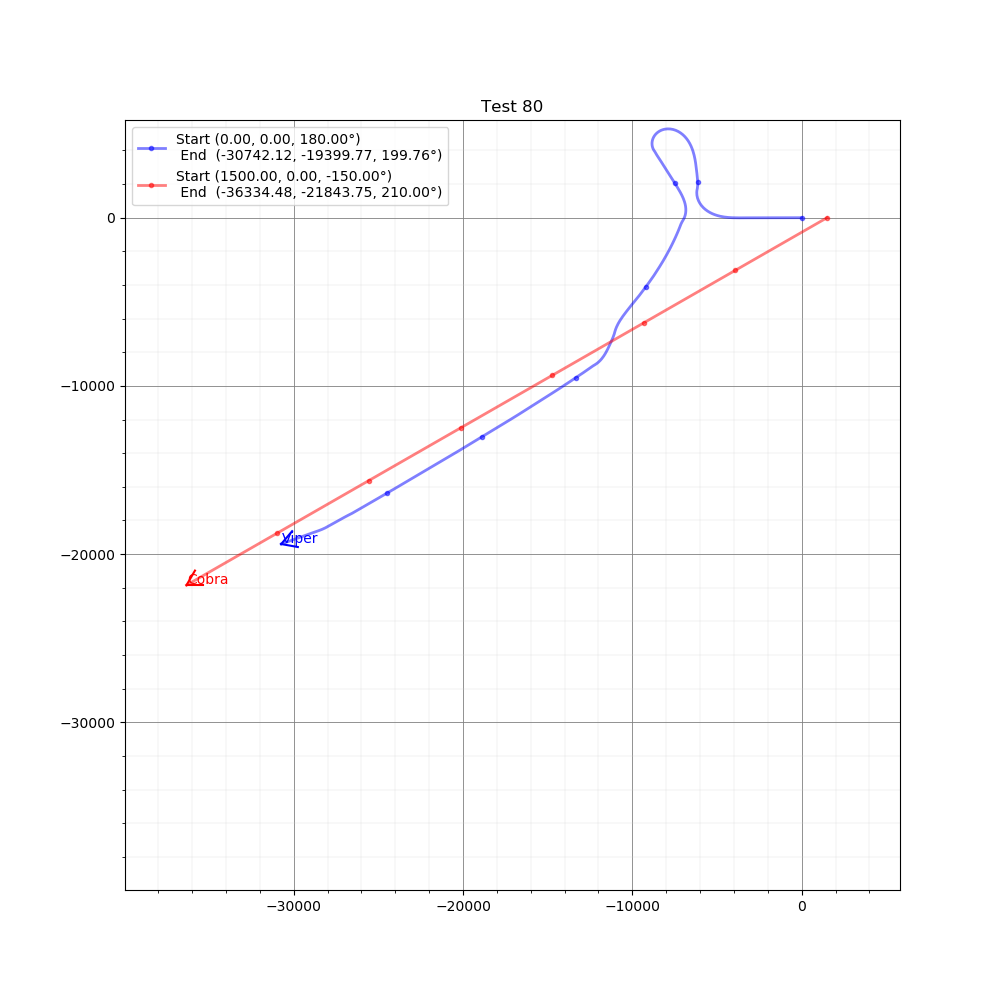 Test 80
Start (0.00, 0.00, 180.00°)
End (-30742.12, -19399.77, 199.76°)
Start (1500.00, 0.00, -150.00°)
End (-36334.48, -21843.75, 210.00°)
0
−10000
−20000
−30000
Viper
Cobra
−30000
−20000
−10000
0